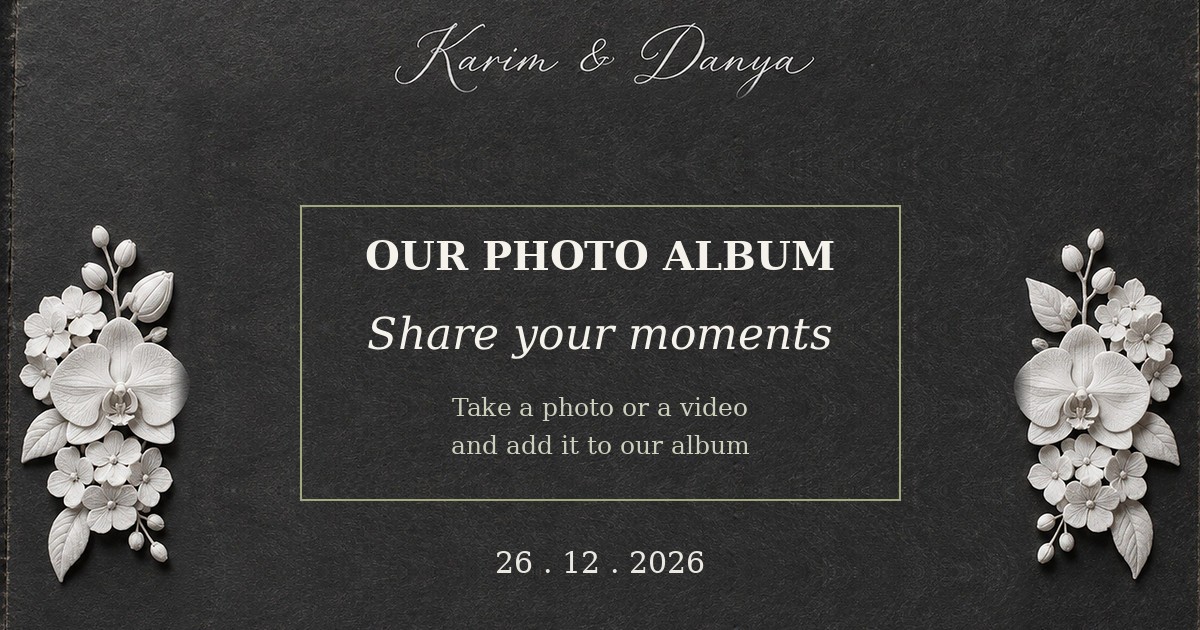 Karim & Danya
OUR PHOTO ALBUM
Share your moments
Take a photo or a video
and add it to our album
26 . 12 . 2026